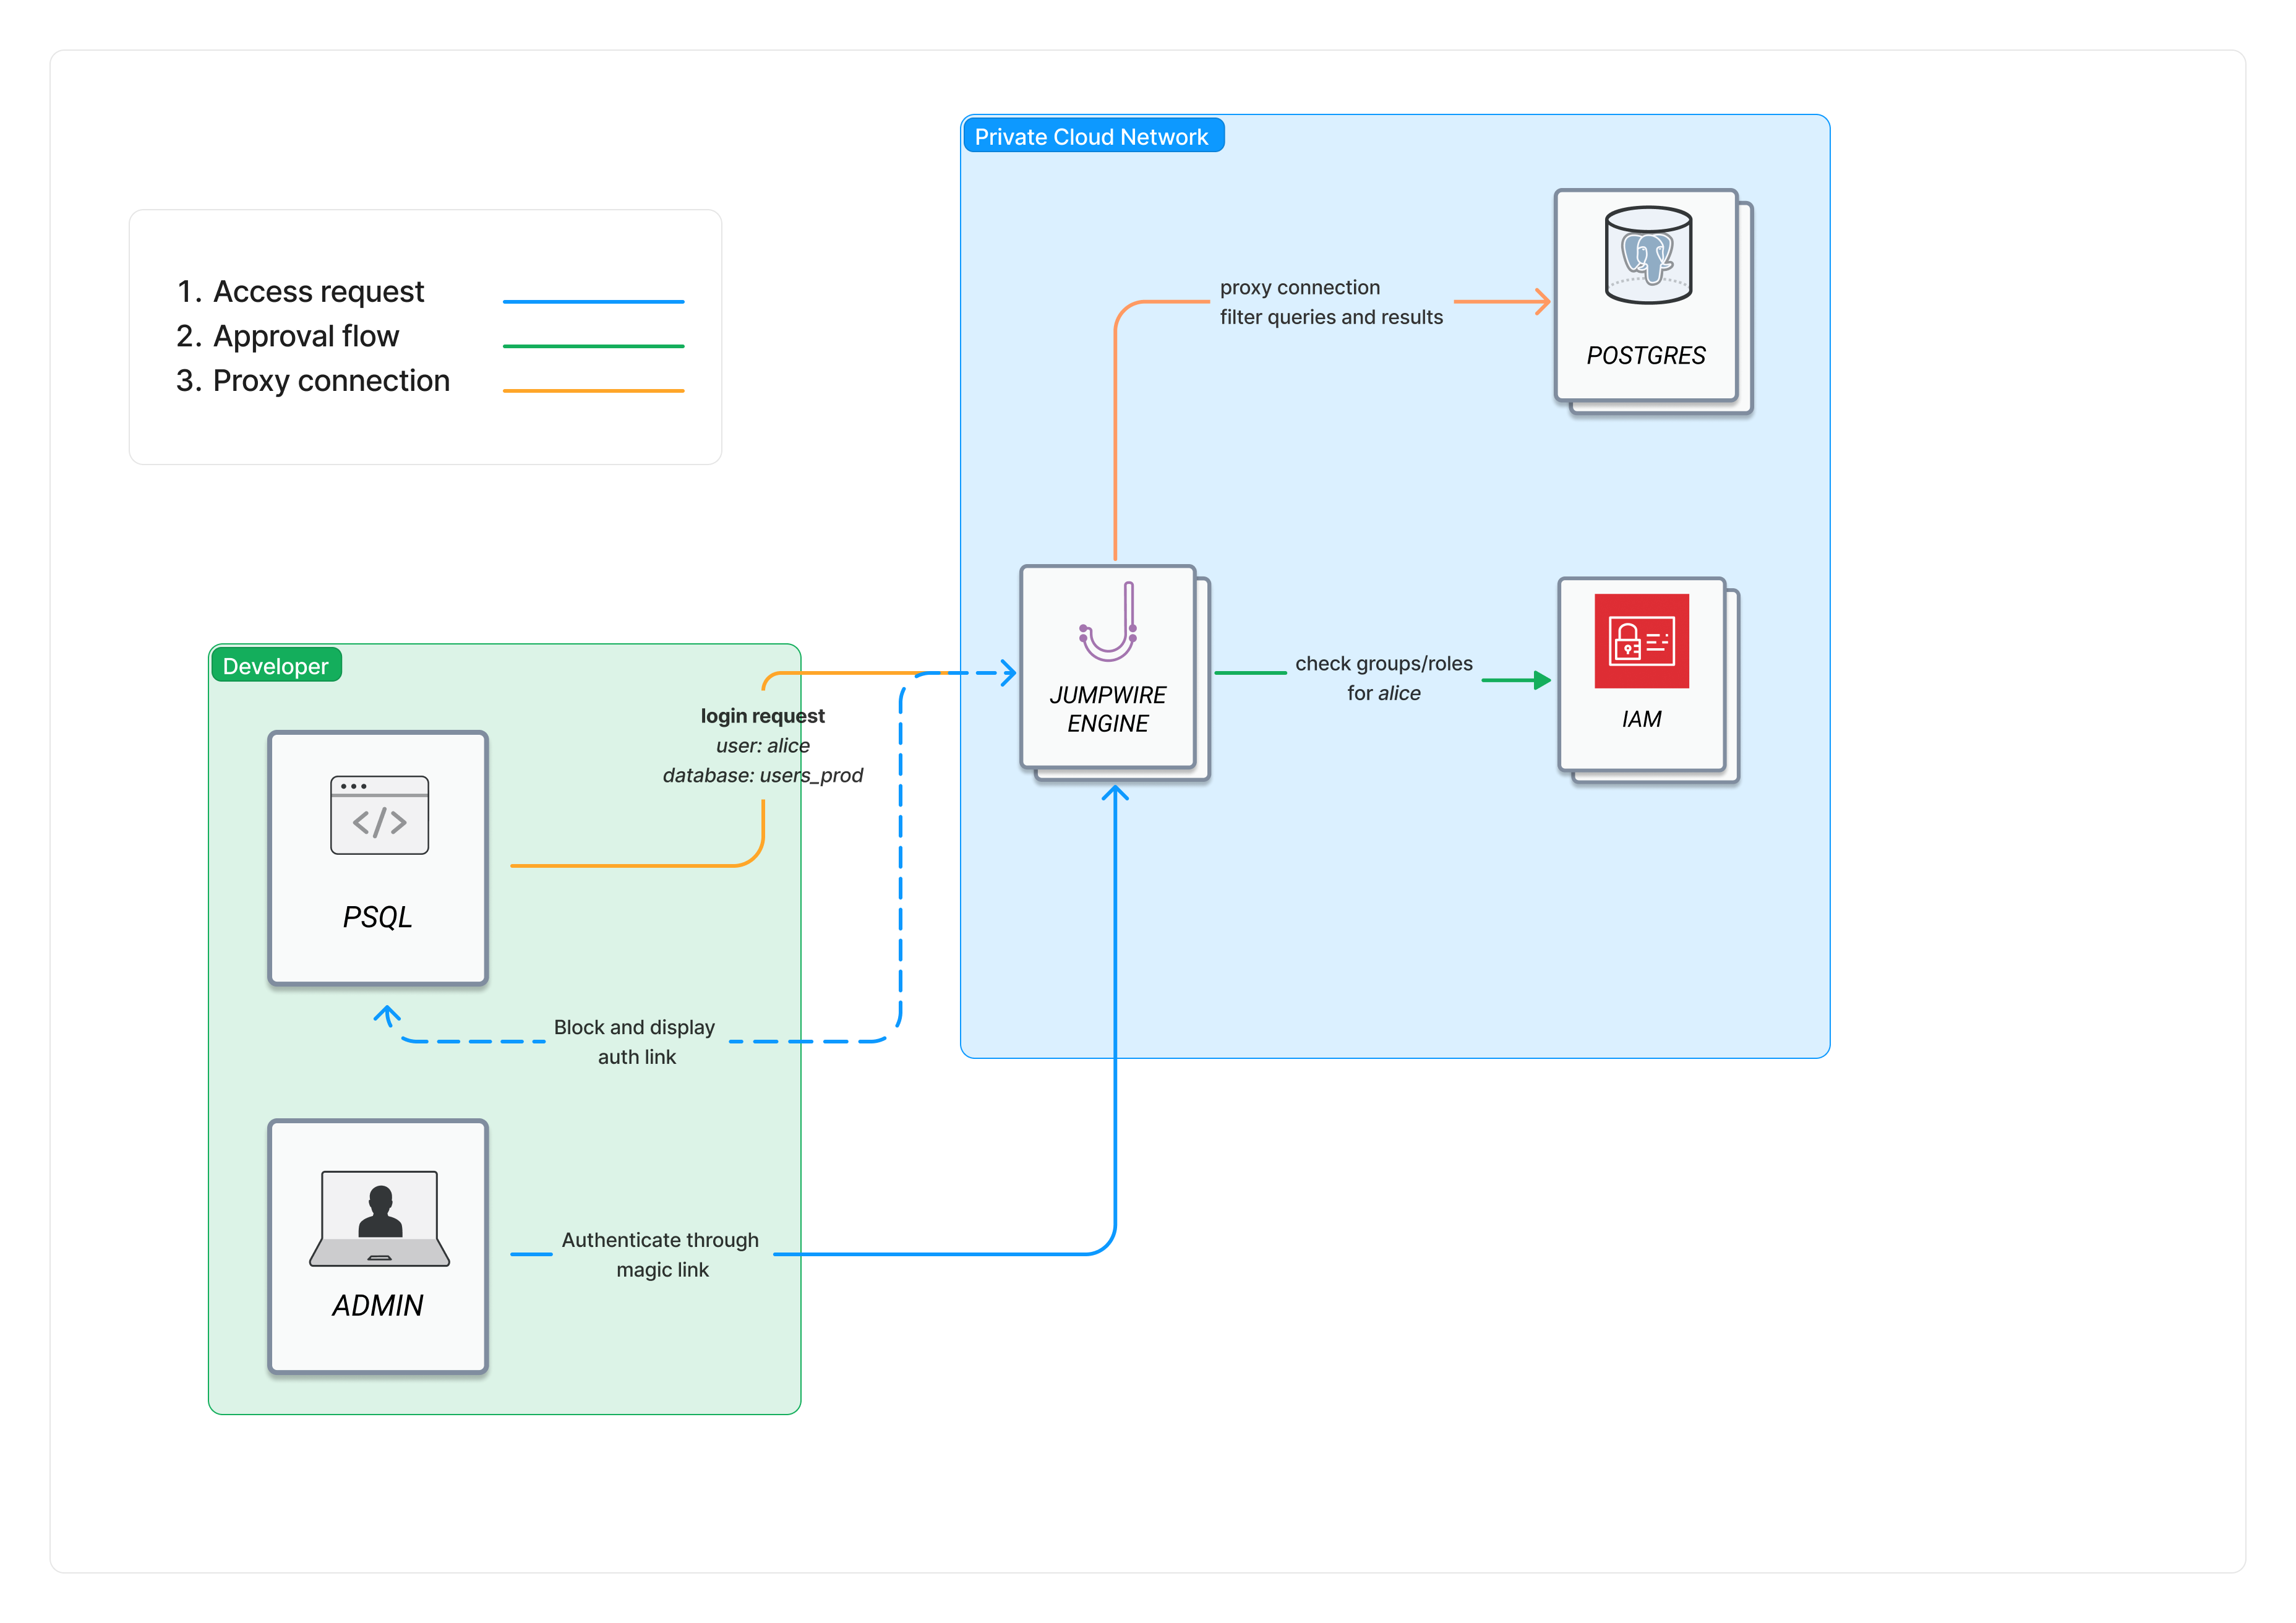 Private Cloud Network
1. Access request
2. Approval flow
3. Proxy connection
proxy connection
filter queries and results
POSTGRES
Developer
login request
user: alice
database: users_prod
JUMPWIRE
ENGINE
check groups/roles
for alice
IAM
PSQL
Block and display
auth link
Authenticate through
magic link
ADMIN